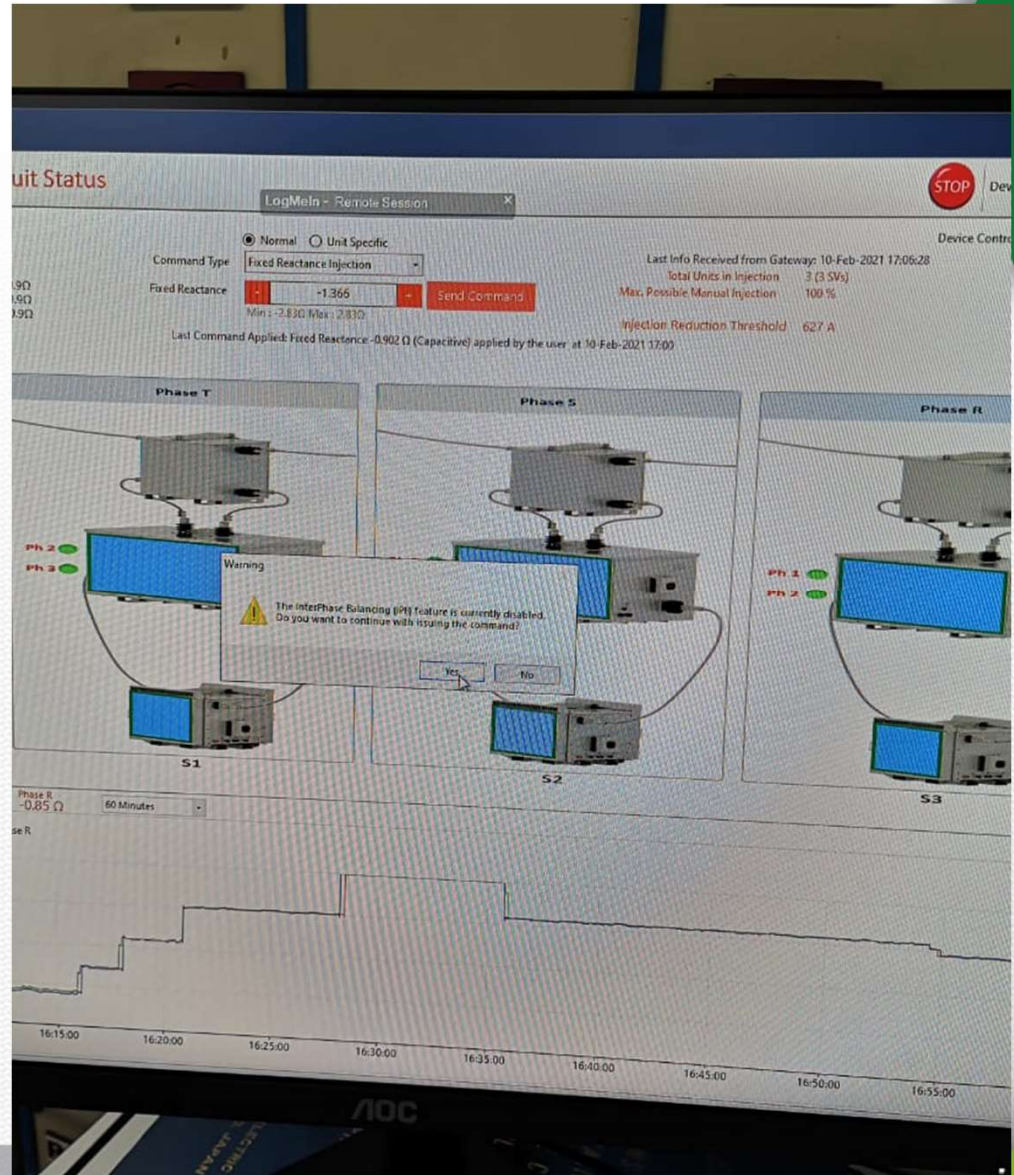 uit Status
STOP
Dev
LogMeIn - Remote Session
×
Device Contro
Normal
Unit Specific
Command Type
Fixed Reactance Injection
Fixed Reactance
-
-1.366
Send Command
Min : -2.83Ω Max : 2.83Ω
Last Info Received from Gateway: 10-Feb-2021 17:06:28
Total Units in Injection 3 (3 SVs)
Max. Possible Manual Injection 100 %
Injection Reduction Threshold 627 A
.9Ω
.9Ω
).9Ω
Last Command Applied: Fixed Reactance -0.902 Ω (Capacitive) applied by the user at 10-Feb-2021 17:00
Phase T
Phase S
Phase R
Ph 2
Ph 3
Ph 1
Ph 2
Warning
The InterPhase Balancing feature is currently disabled.
Do you want to continue with issuing the command?
Yes
No
S1
S2
S3
Phase R
-0.85 Ω
60 Minutes
se R
16:15:00
16:20:00
16:25:00
16:30:00
16:35:00
16:40:00
16:45:00
16:50:00
16:55:00
AOC
ELECTRIC
JAPAN